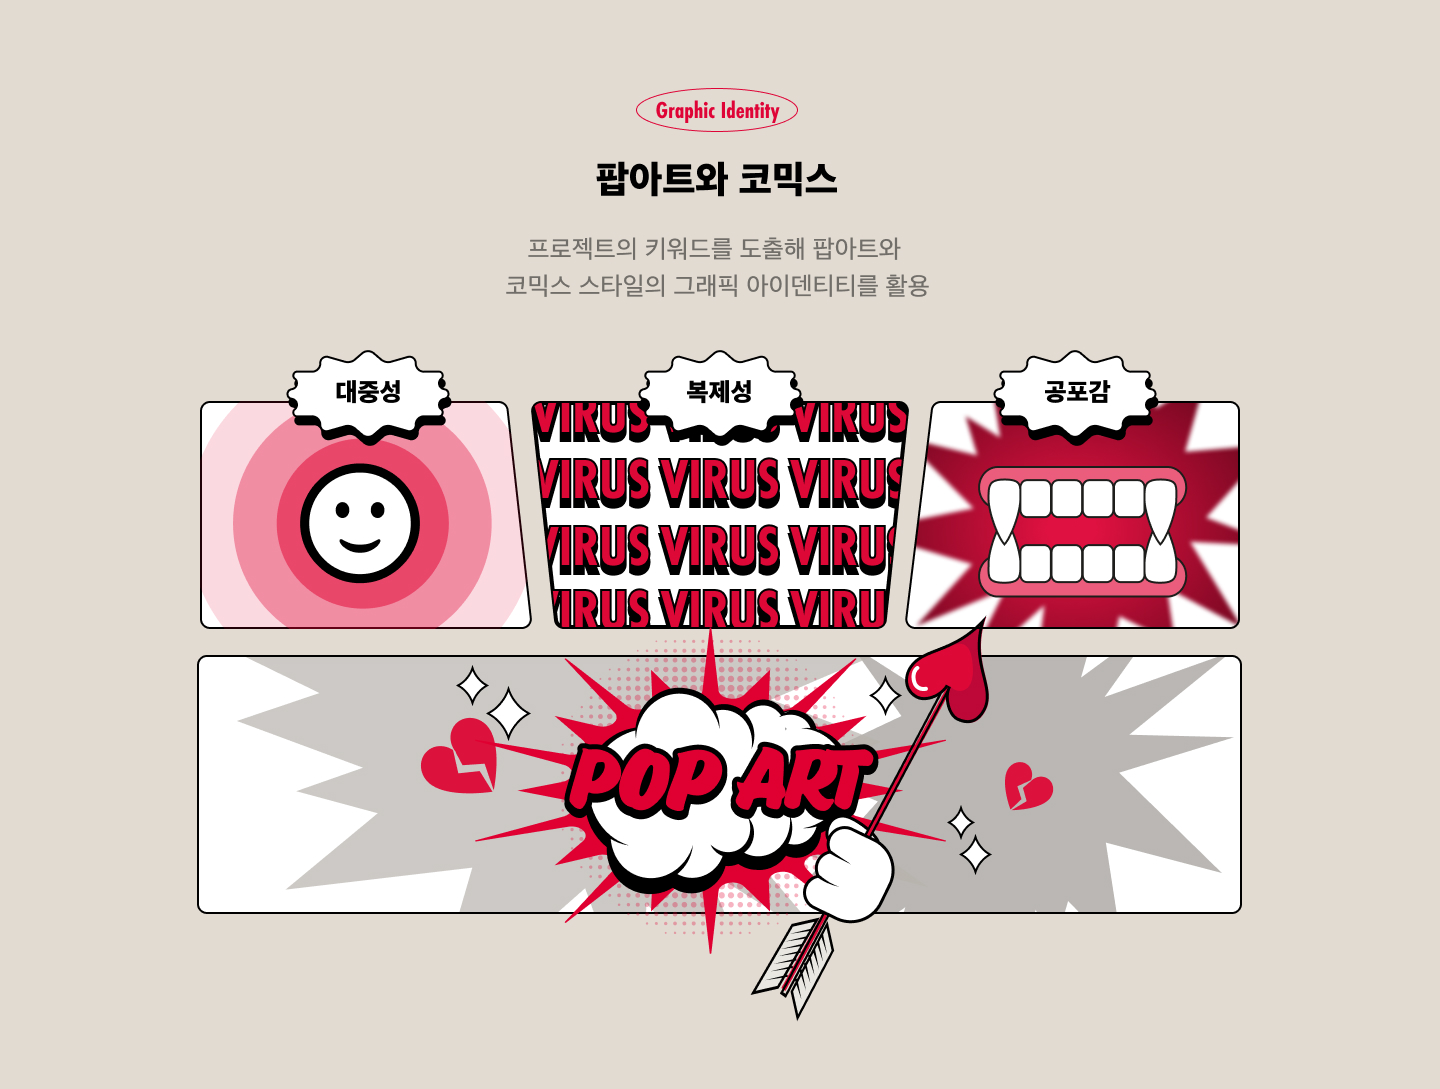 Graphic Identity
팝아트와 코믹스
프로젝트의 키워드를 도출해 팝아트와
코믹스 스타일의 그래픽 아이덴티티를 활용
대중성
복제성
공포감
VIRUS VIRUS VIRUS
VIRUS VIRUS VIRUS
VIRUS VIRUS VIRUS
VIRUS VIRUS VIRU
POP ART